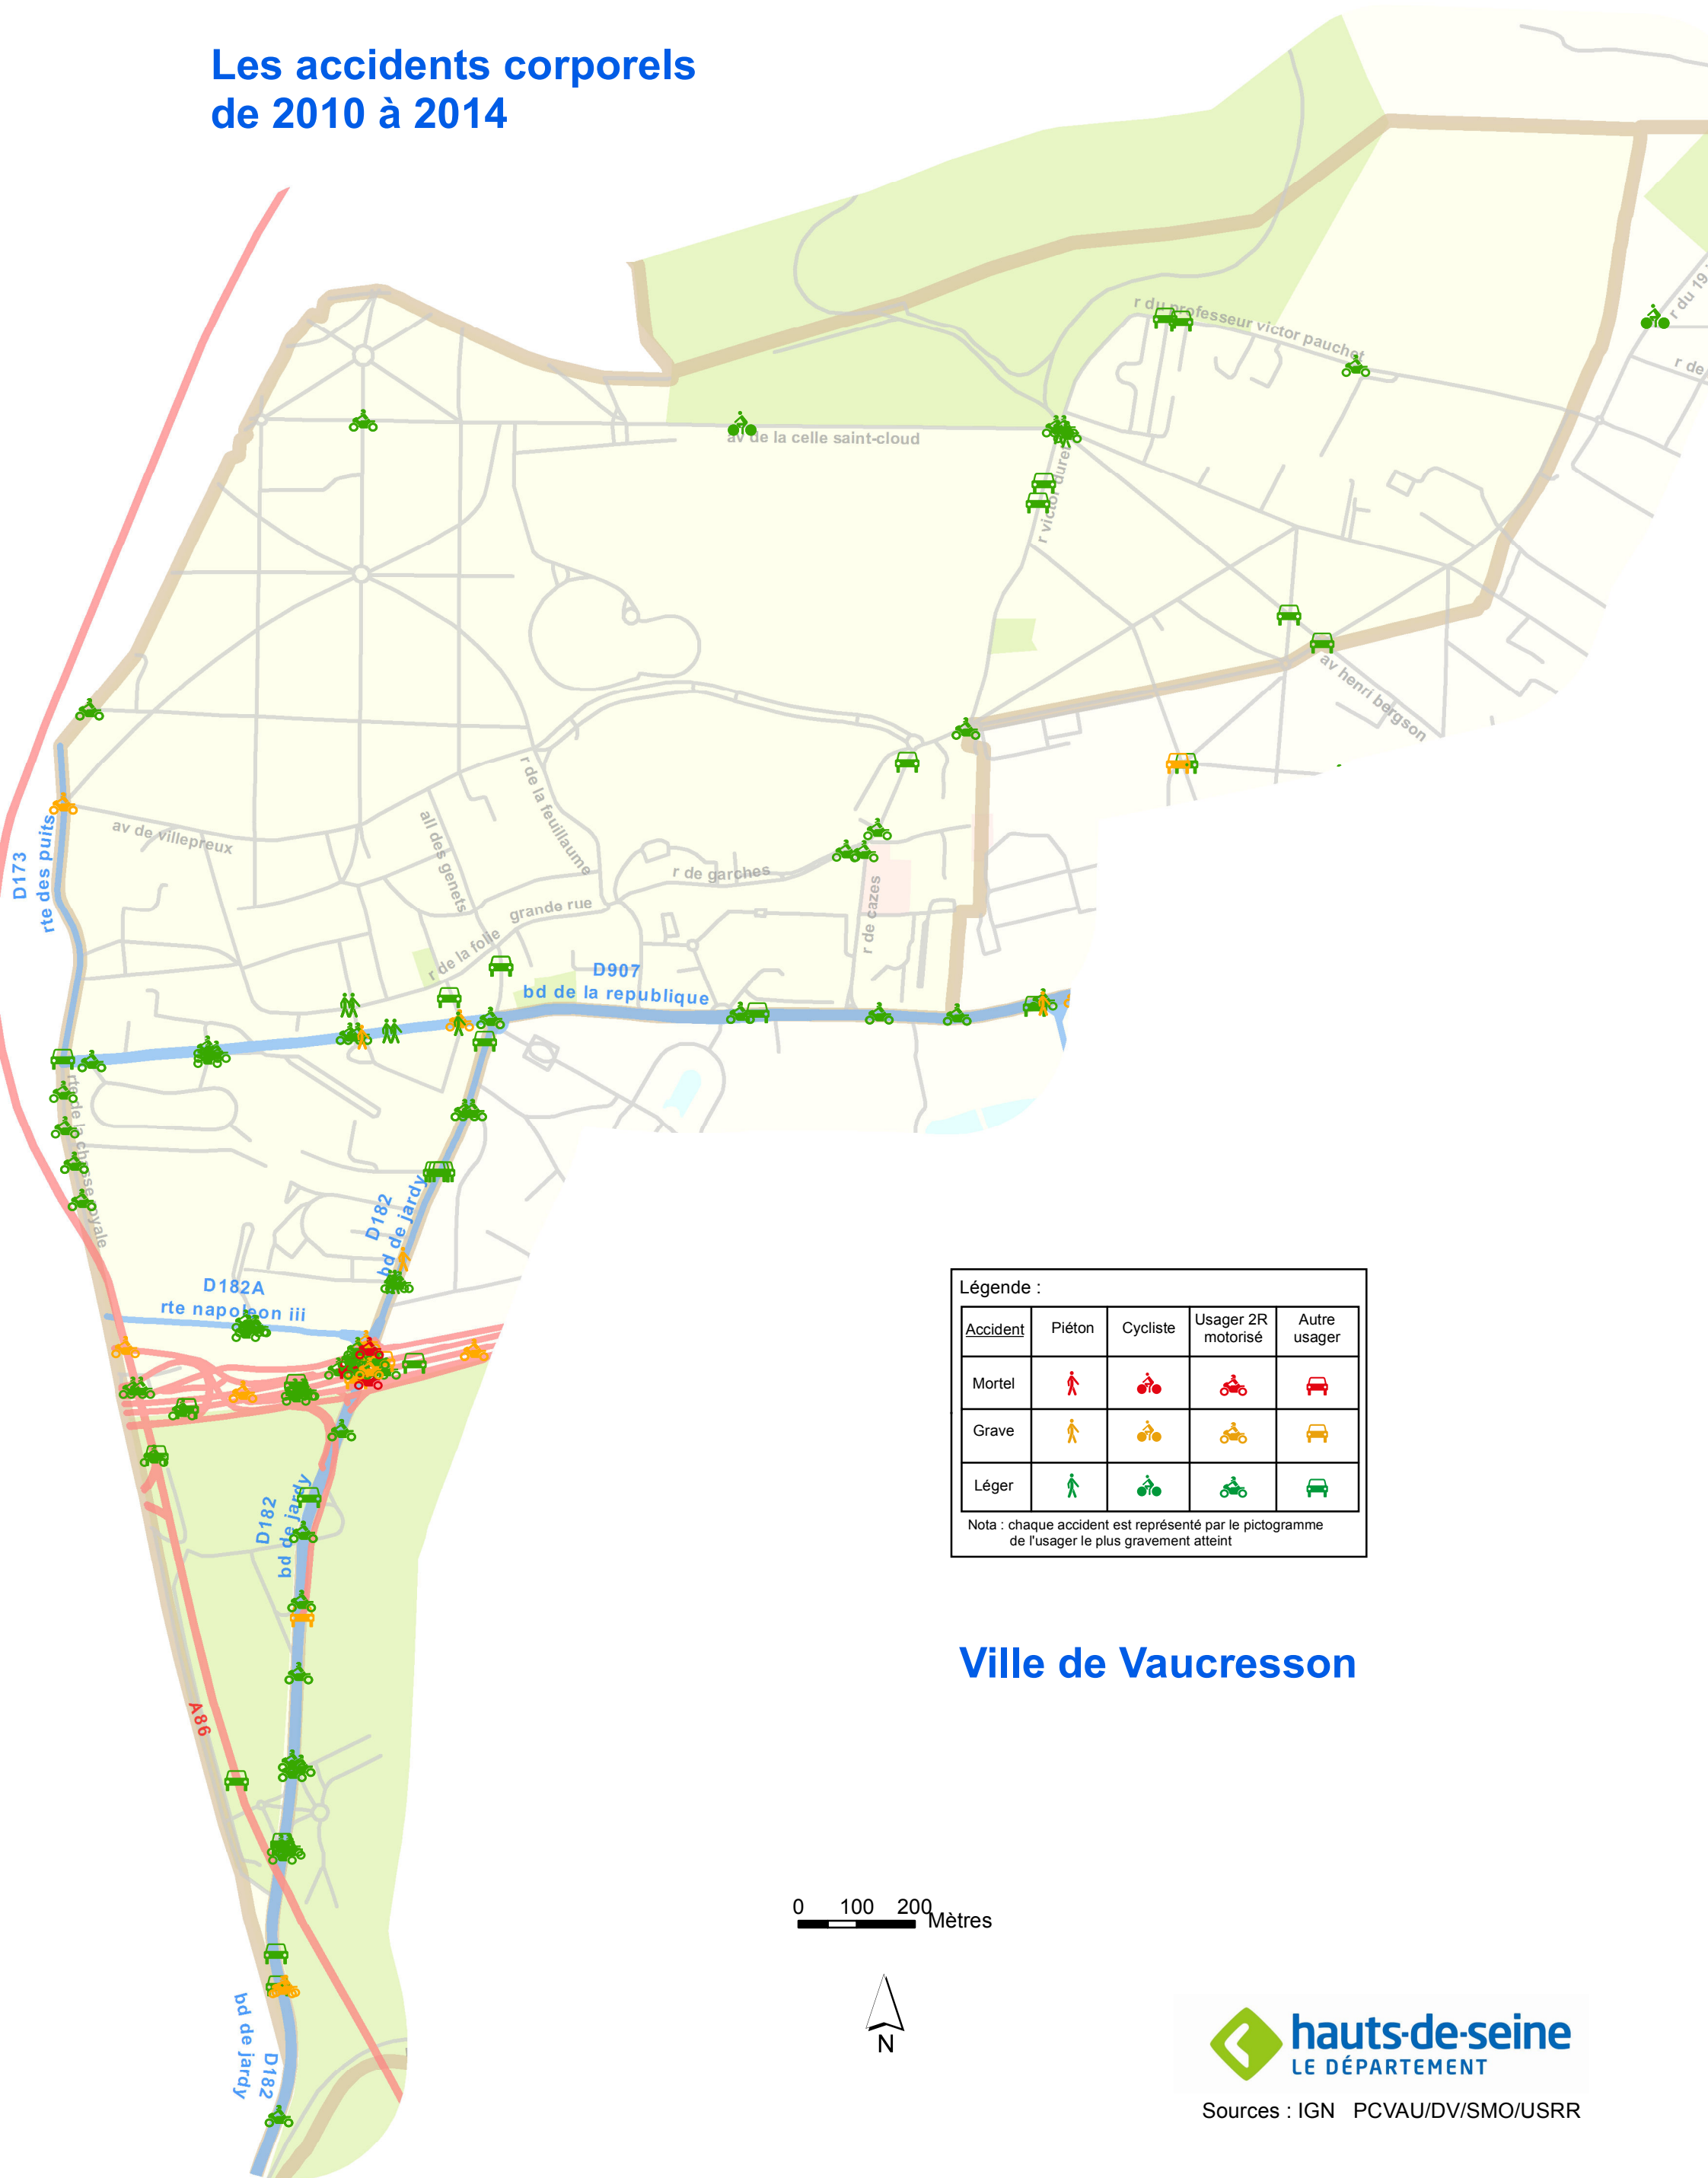 Les accidents corporels
de 2010 à 2014
r du professeur victor pauchet
r du 19
r de
av de la celle saint-cloud
r victor duret
av henri bergson
r de la feuillaume
all des genets
av de villepreux
D173
rte des puits
r de garches
r de cazes
grande rue
r de la folie
D907
bd de la republique
rte de la chasse royale
D182
bd de jardy
D182A
rte napoleon iii
D182
bd de jardy
A86
bd de jardy
D182
Légende :
Accident
Piéton
Cycliste
Usager 2R
motorisé
Autre
usager
Mortel
Grave
Léger
Nota : chaque accident est représenté par le pictogramme
de l'usager le plus gravement atteint
Ville de Vaucresson
0 100 200
Mètres
N
hauts-de-seine
LE DÉPARTEMENT
Sources : IGN PCVAU/DV/SMO/USRR